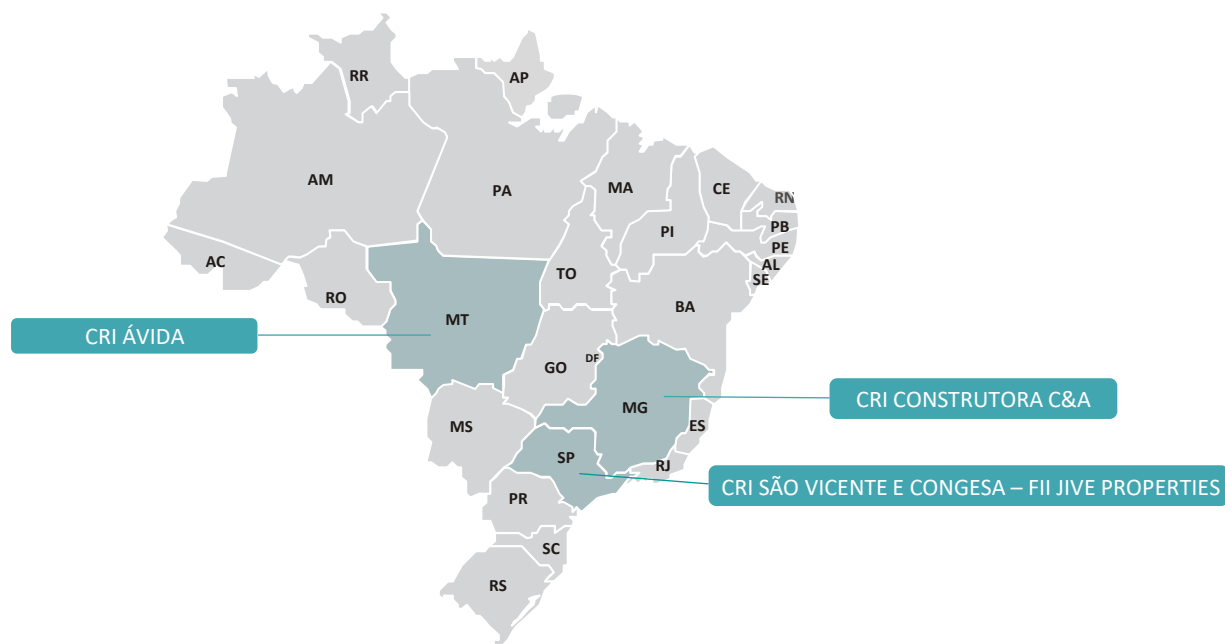 RR
AP
AM
PA
MA
CE
RN
PI
PB
PE
AC
TO
AL
SE
RO
BA
MT
CRI ÁVIDA
DF
GO
CRI CONSTRUTORA C&A
MG
MS
ES
SP
RJ
CRI SÃO VICENTE E CONGESA – FII JIVE PROPERTIES
PR
SC
RS